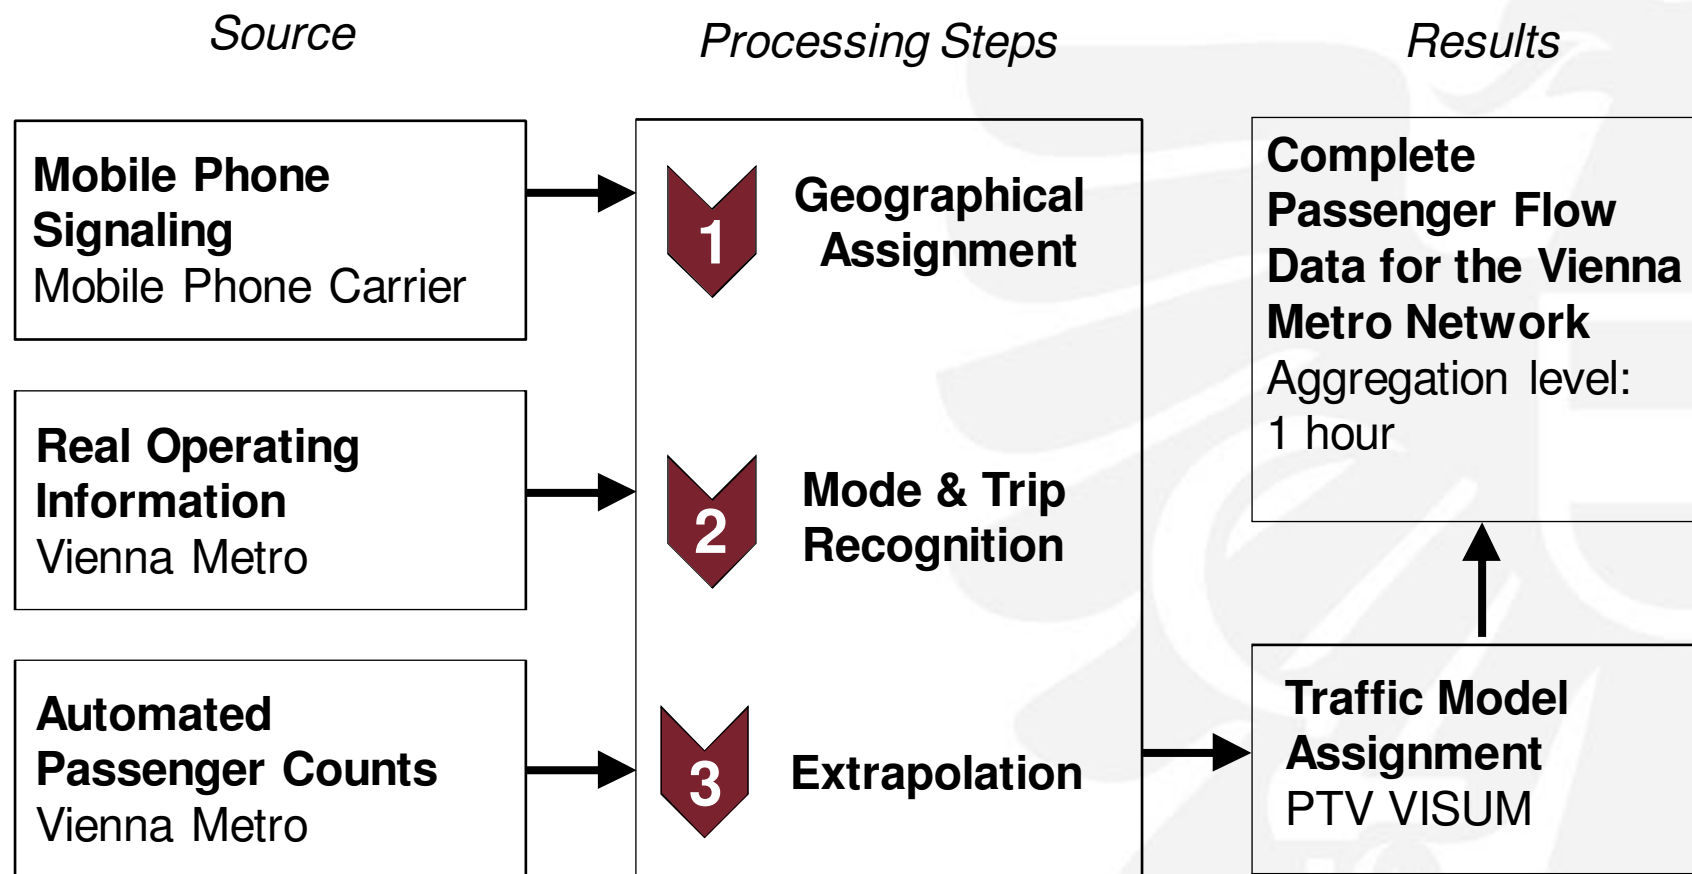 Source
Processing Steps
Results
Mobile Phone
Signaling
Mobile Phone Carrier
1
Geographical
Assignment
Complete
Passenger Flow
Data for the Vienna
Metro Network
Aggregation level:
1 hour
Real Operating
Information
Vienna Metro
2
Mode & Trip
Recognition
Automated
Passenger Counts
Vienna Metro
3
Extrapolation
Traffic Model
Assignment
PTV VISUM